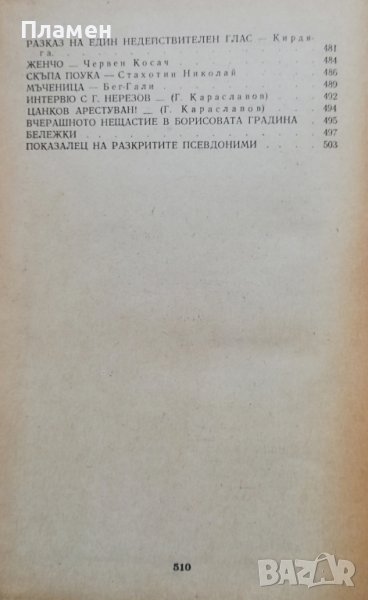 Пламен
РАЗКАЗ НА ЕДИН НЕДЕЙСТВИТЕЛЕН ГЛАС — Кирди-
га. . . . . . . . . . . . . . . 481
ЖЕНЧО — Червен Косач . . . . . . . . 484
СКЪПА ПОУКА — Стахотин Николай . . . . . 486
МЪЧЕНИЦА — Бег-Гали . . . . . . . . . 489
ИНТЕРВЮ С Г. НЕРЕЗОВ — (Г. Караславов) . . . 492
ЦАНКОВ АРЕСТУВАН! — (Г. Караславов) . . . . 494
ВЧЕРАШНОТО НЕЩАСТИЕ В БОРИСОВАТА ГРАДИНА 495
БЕЛЕЖКИ . . . . . . . . . . . . . 497
ПОКАЗАЛЕЦ НА РАЗКРИТИТЕ ПСЕВДОНИМИ . . . 503
510
BAZAR